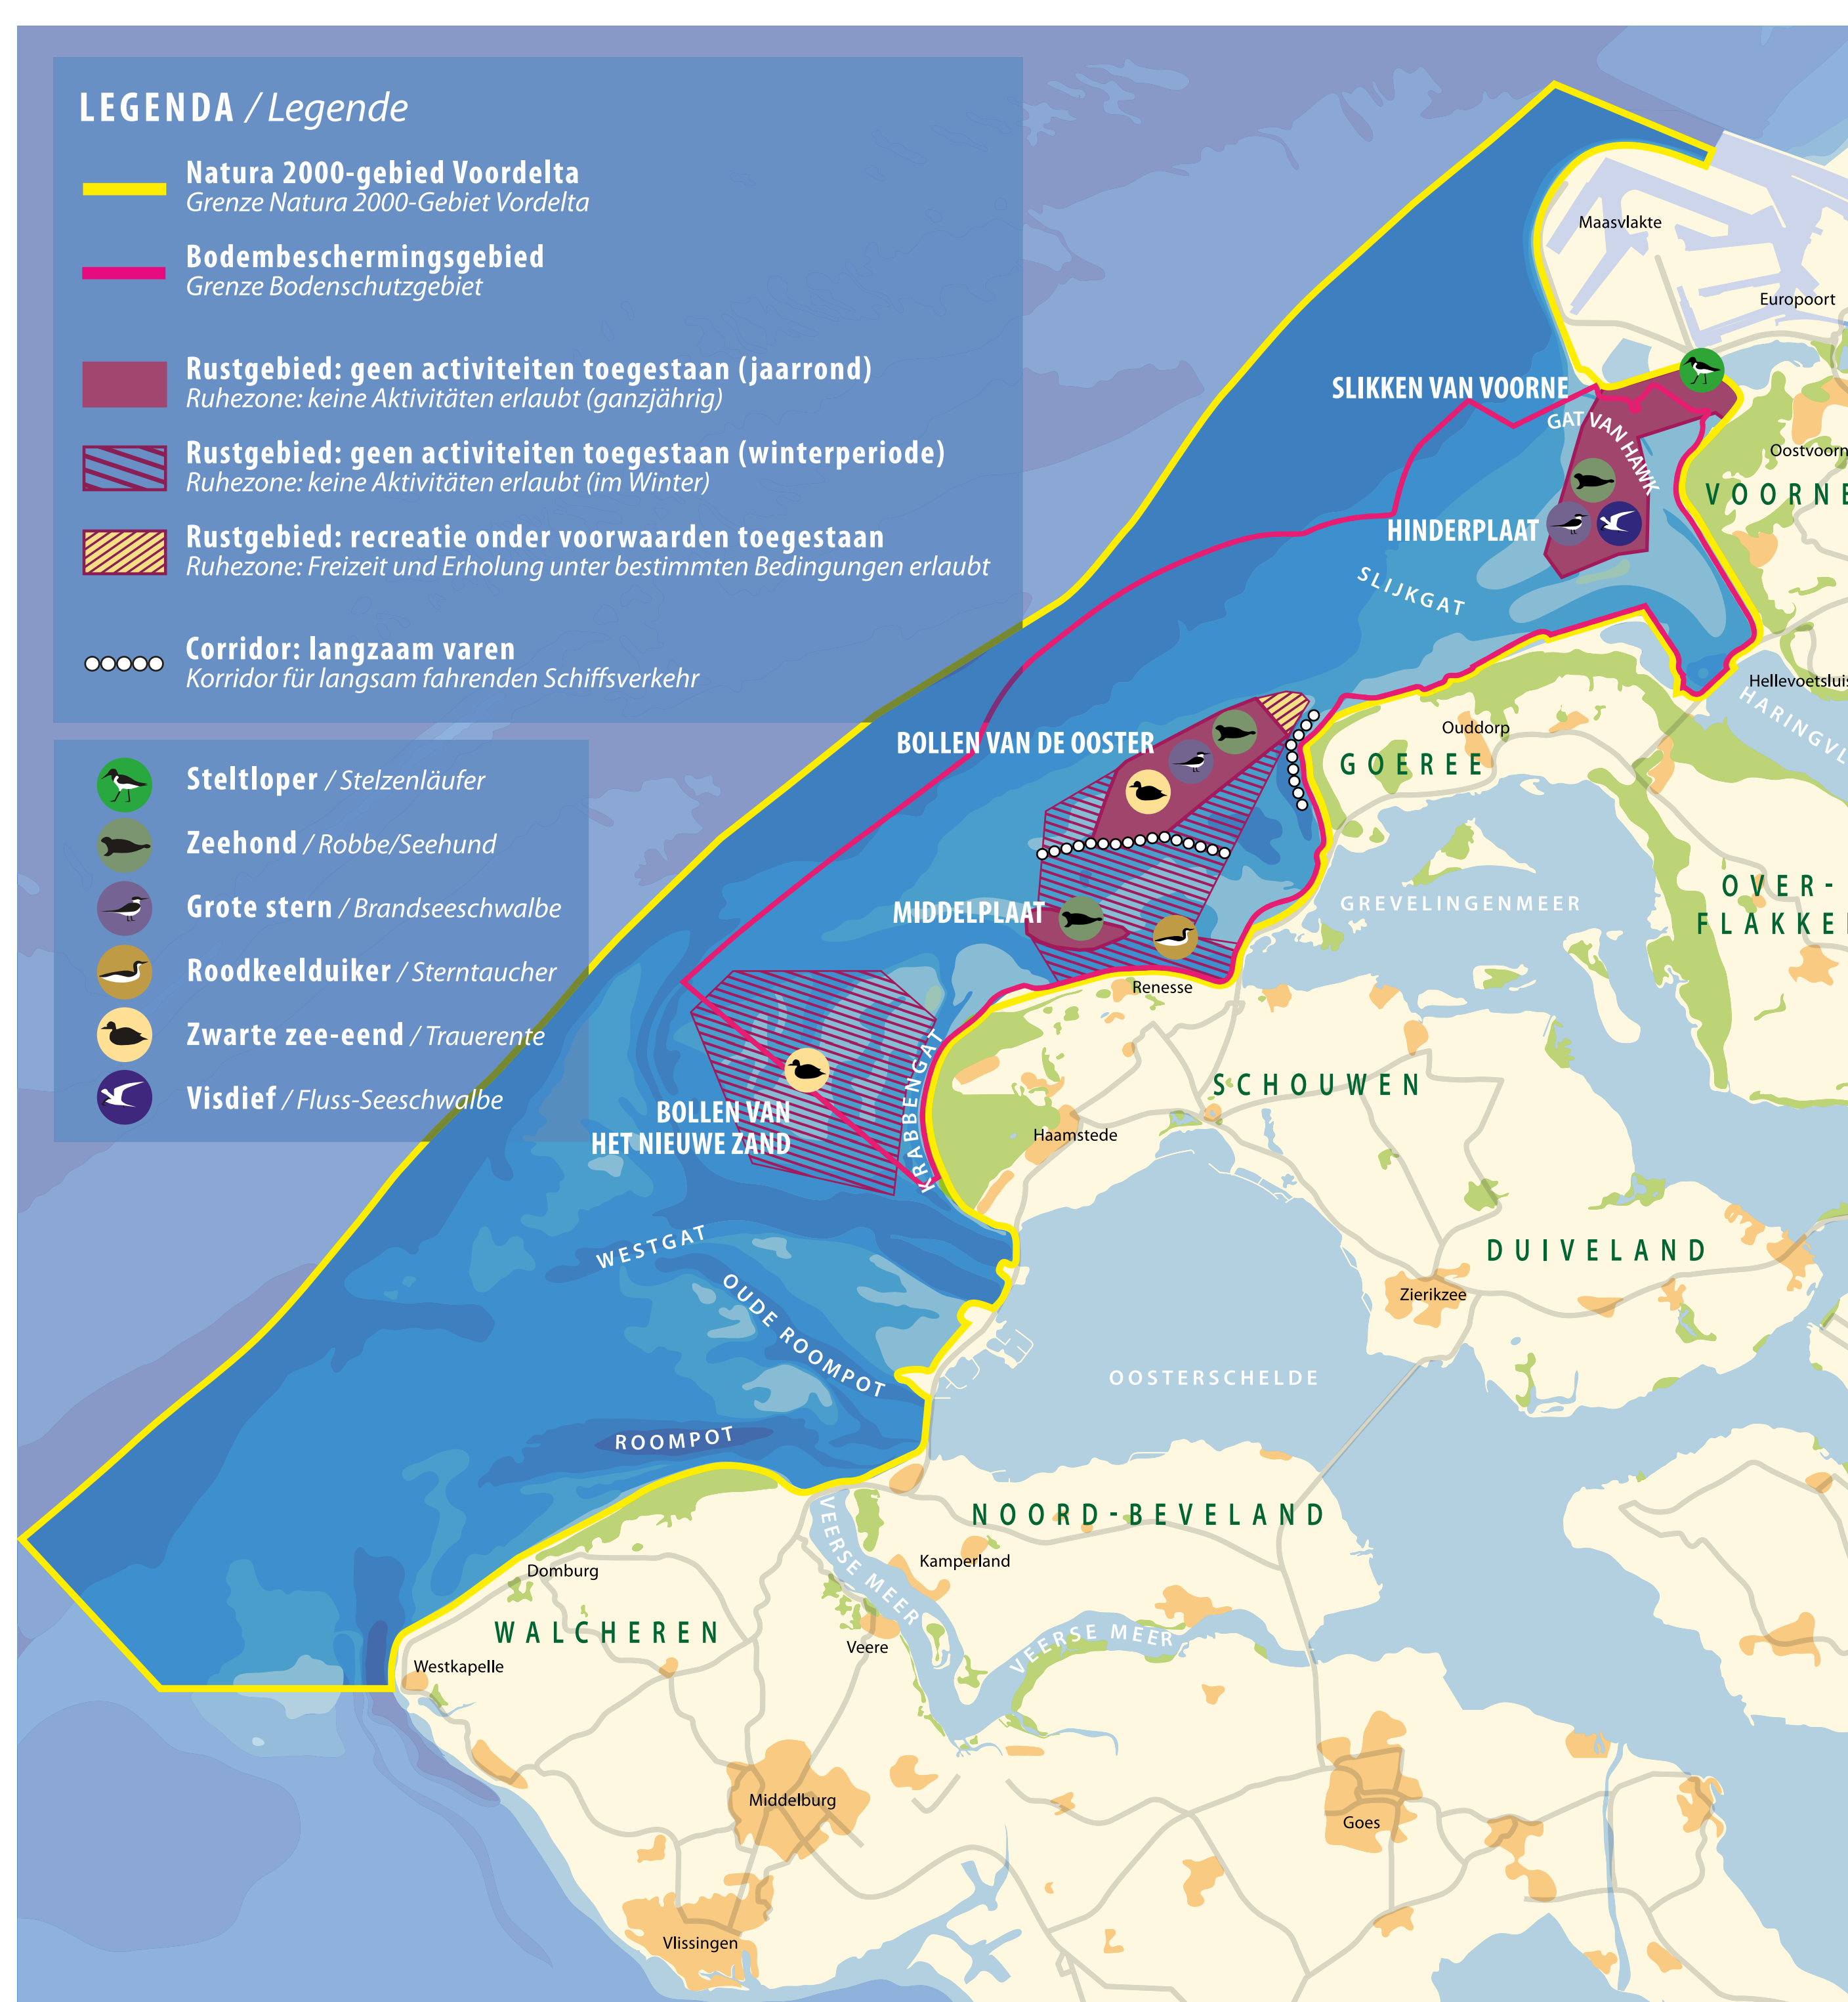 LEGENDA / Legende
Natura 2000-gebied Voordelta
Grenze Natura 2000-Gebiet Vordelta
Bodembeschermingsgebied
Grenze Bodenschutzgebiet
Rustgebied: geen activiteiten toegestaan (jaarrond)
Ruhezone: keine Aktivitäten erlaubt (ganzjährig)
Rustgebied: geen activiteiten toegestaan (winterperiode)
Ruhezone: keine Aktivitäten erlaubt (im Winter)
Rustgebied: recreatie onder voorwaarden toegestaan
Ruhezone: Freizeit und Erholung unter bestimmten Bedingungen erlaubt
Corridor: langzaam varen
Korridor für langsam fahrenden Schiffsverkehr
Steltloper / Stelzenläufer
Zeehond / Robbe/Seehund
Grote stern / Brandseeschwalbe
Roodkeelduiker / Sterntaucher
Zwarte zee-eend / Trauerente
Visdief / Fluss-Seeschwalbe
Maasvlakte
Europoort
SLIKKEN VAN VOORNE
GAT VAN HAWK
Oostvoorn
VOORNE
HINDERPLAAT
SLIJKGAT
Hellevoetsluis
HARINGVL
Ouddorp
BOLLEN VAN DE OOSTER
GOEREE
OVER-
FLAKKE
GREVELINGENMEER
MIDDELPLAAT
Renesse
KRABBENGAT
SCHOUWEN
BOLLEN VAN
HET NIEUWE ZAND
Haamstede
WESTGAT
DUIVELAND
OUDE ROOMPOT
Zierikzee
OOSTERSCHELDE
ROOMPOT
NOORD-BEVELAND
VEERSE MEER
Kamperland
Domburg
WALCHEREN
Veere
VEERSE MEER
Westkapelle
Middelburg
Goes
Vlissingen